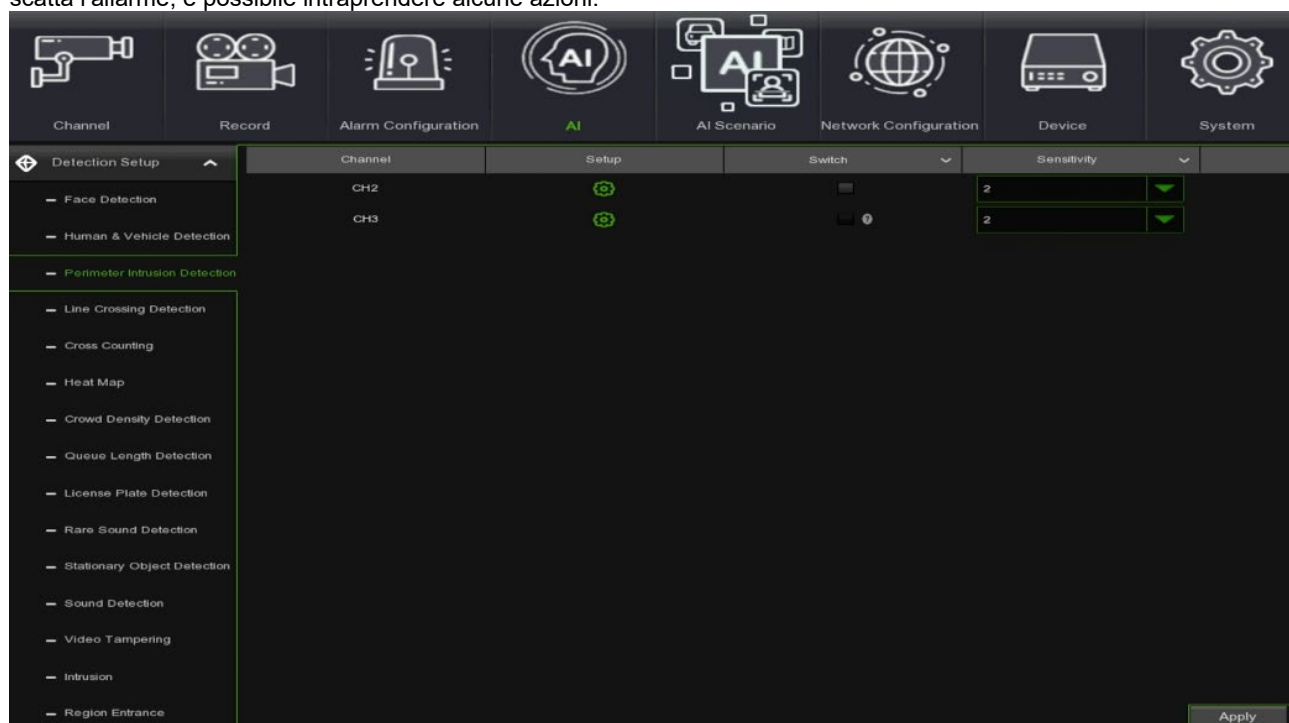 scatta l'allarme, è possibile intraprendere alcune azioni.
AI
AI
Channel Record Alarm Configuration AI AI Scenario Network Configuration Device System
Detection Setup Channel Setup Switch Sensitivity
Face Detection
Human & Vehicle Detection
Perimeter Intrusion Detection
Line Crossing Detection
Cross Counting
Heat Map
Crowd Density Detection
Queue Length Detection
License Plate Detection
Rare Sound Detection
Stationary Object Detection
Sound Detection
Video Tampering
Intrusion
Region Entrance
CH2 2
CH3 ? 2
Apply